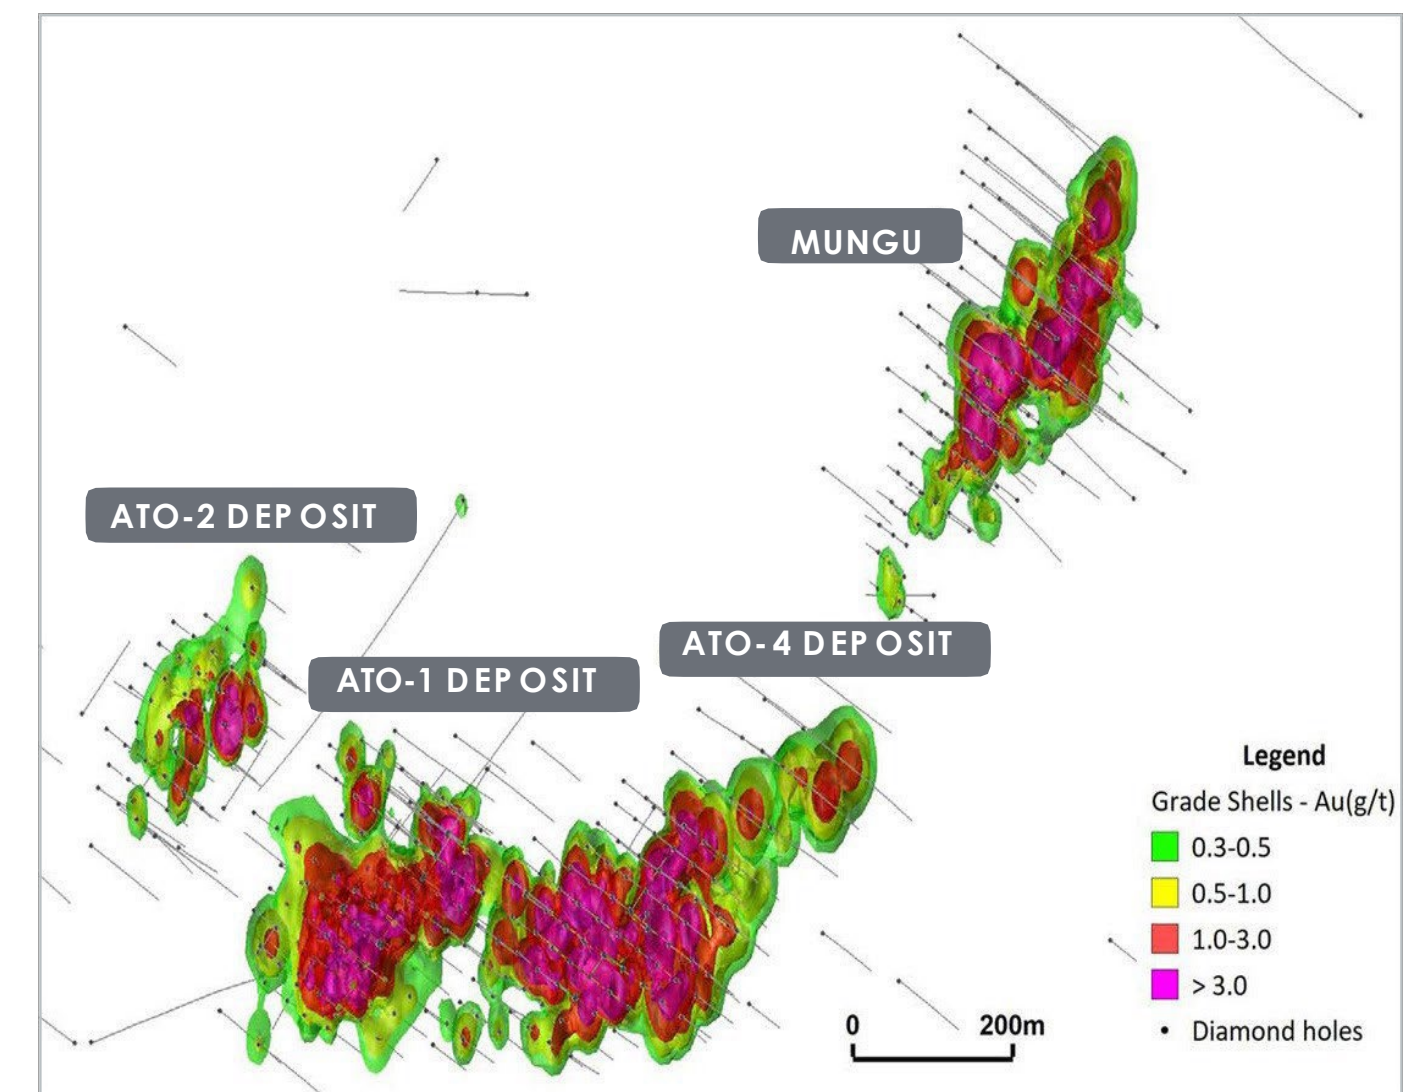 MUNGU
ATO-2 DEPOSIT
ATO-4 DEPOSIT
ATO-1 DEPOSIT
Legend
Grade Shells - Au(g/t)
0.3-0.5
0.5-1.0
1.0-3.0
> 3.0
Diamond holes
0 200m